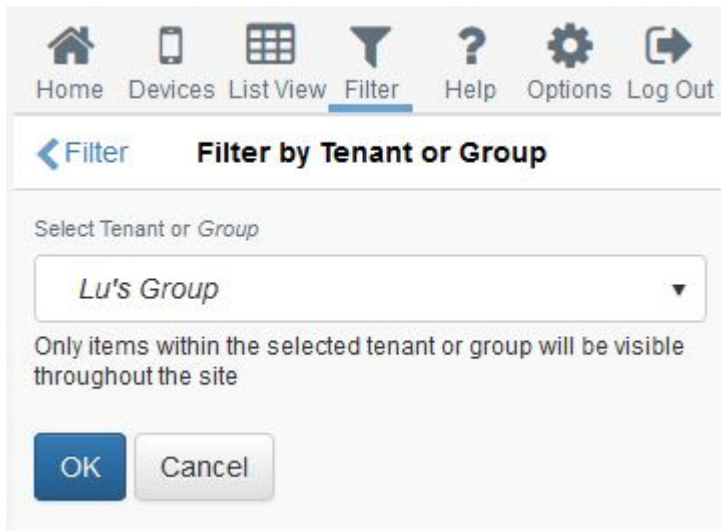 Home Devices List View Filter Help Options Log Out
Filter Filter by Tenant or Group
Select Tenant or Group
Lu's Group
Only items within the selected tenant or group will be visible
throughout the site
OK Cancel